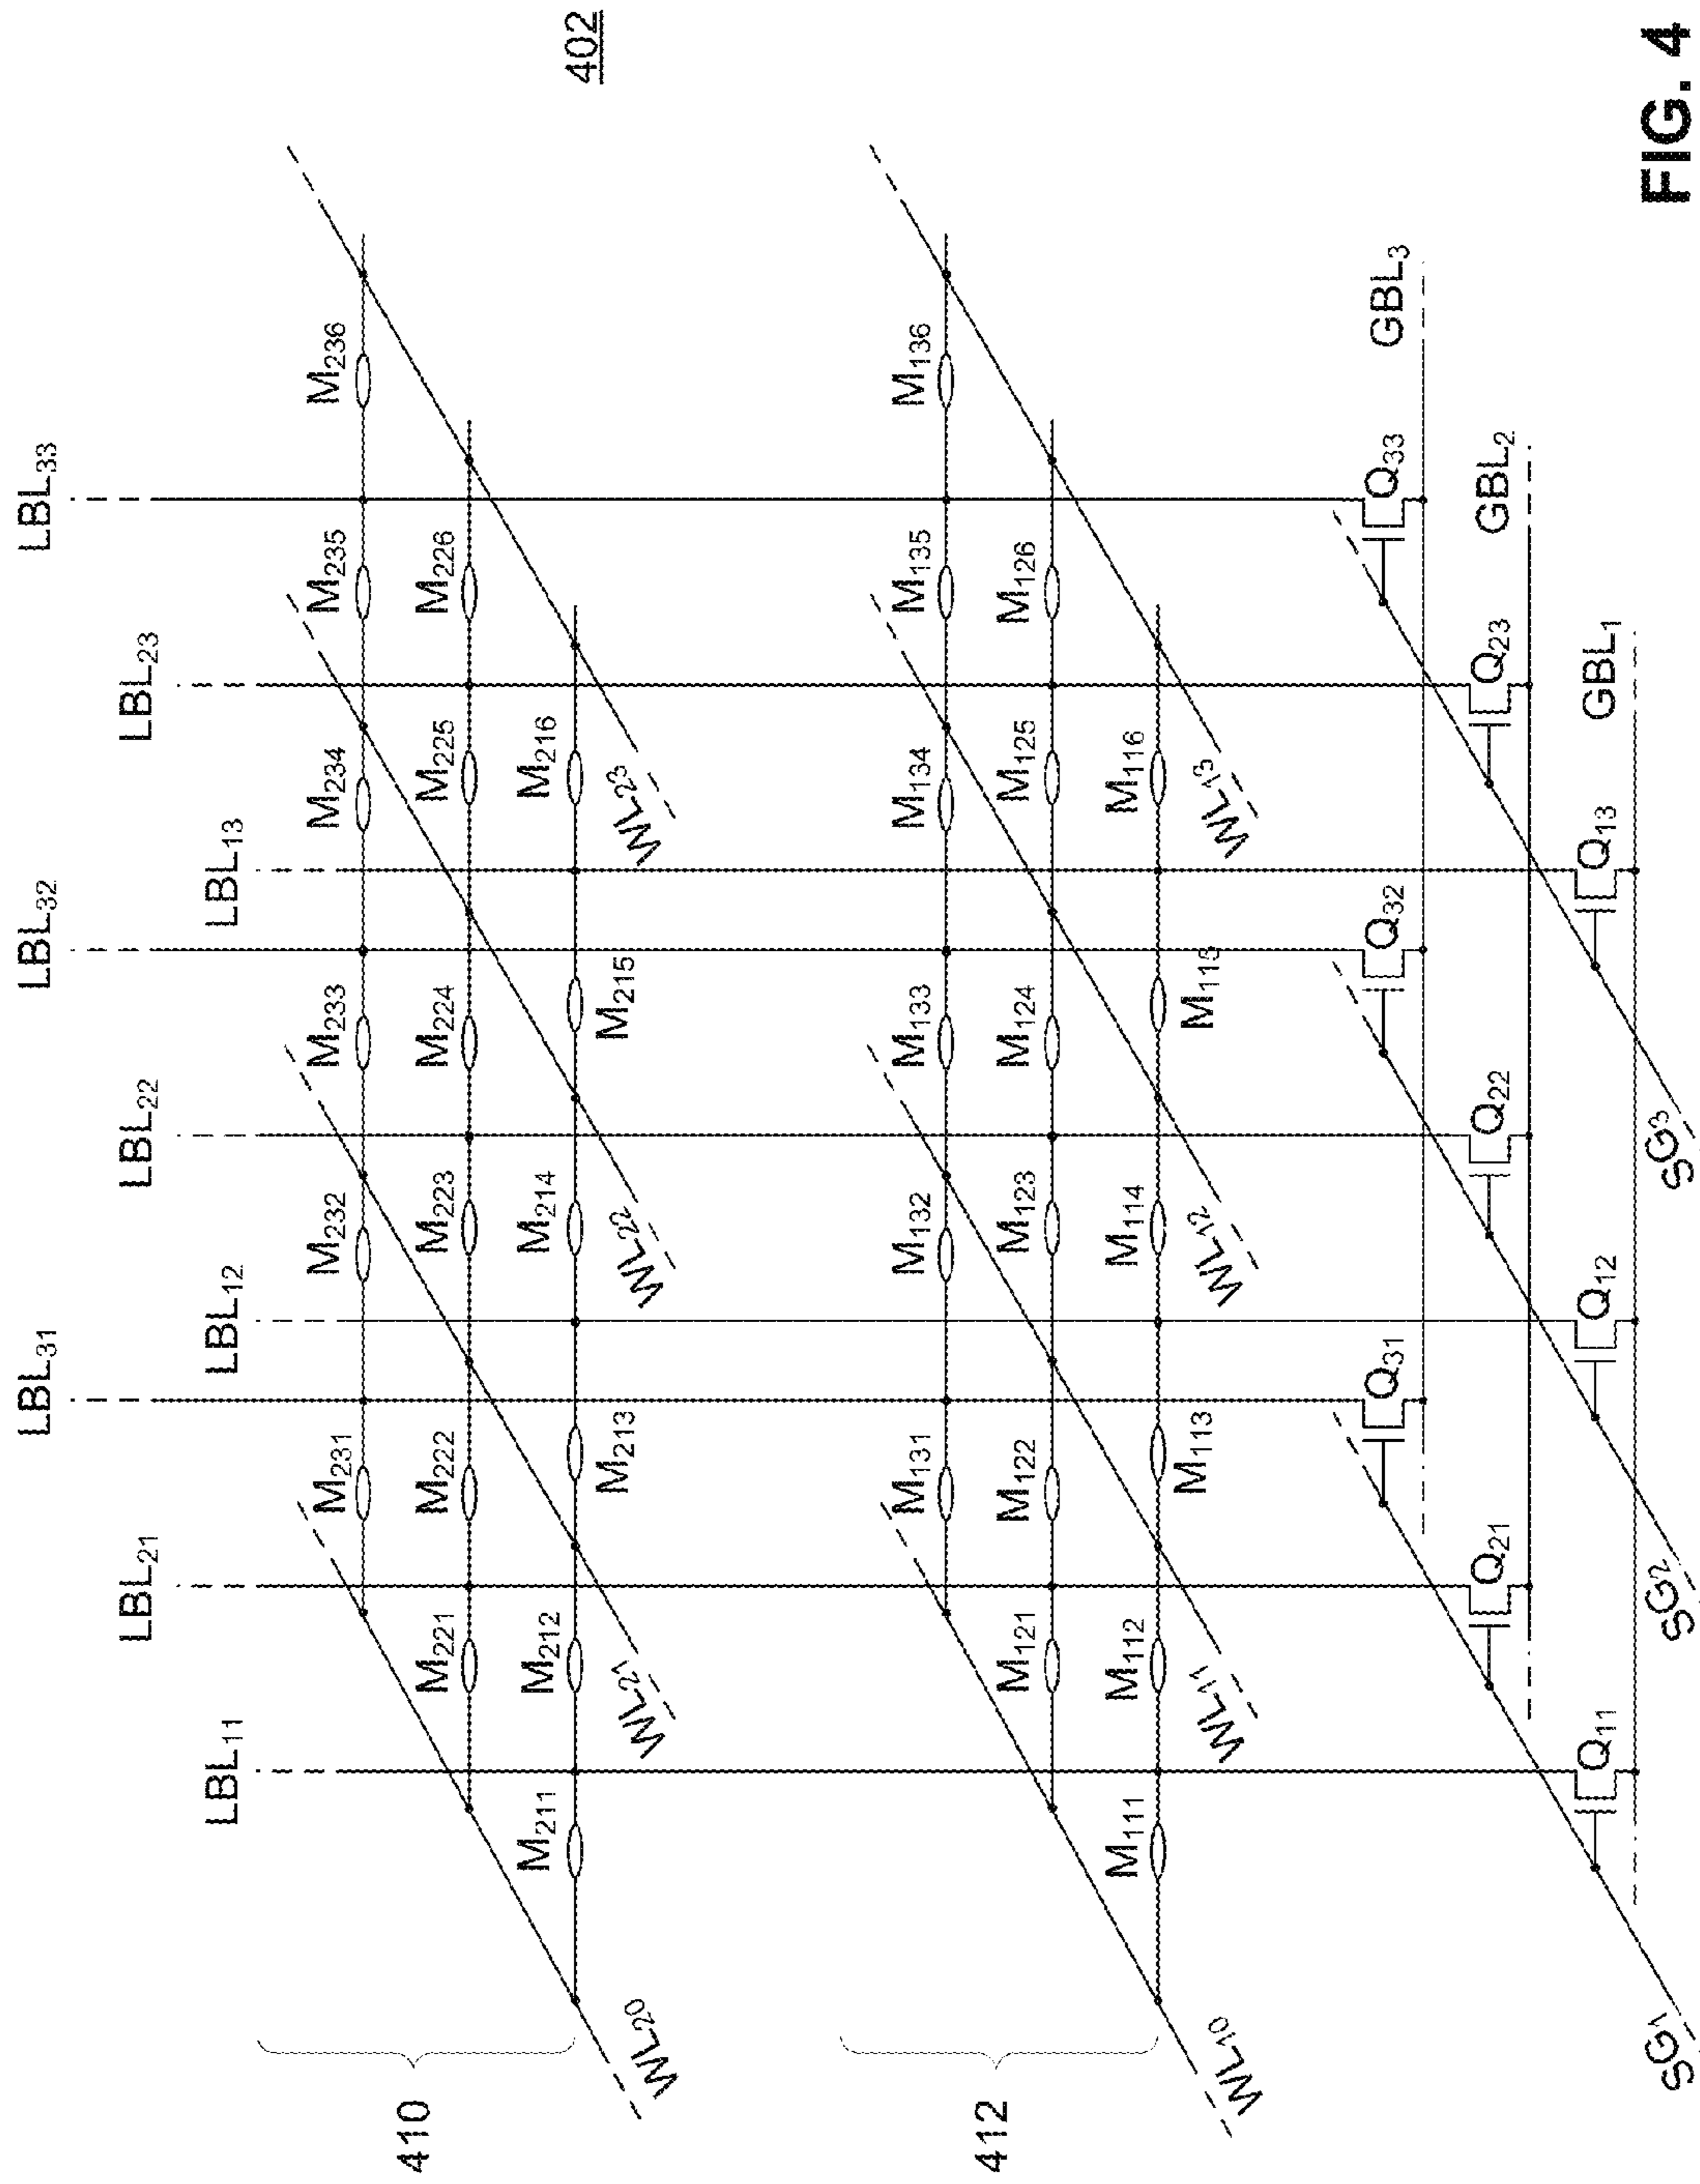 LBL31 LBL32 LBL33
LBL21 LBL22 LBL23
LBL11 LBL12 LBL13
402
410
M231 M232 M233 M234 M235 M236
M221 M222 M223 M224 M225 M226
M211 M212 M214 M216
M213 M215
WL20 WL21 WL22 WL23
412
M131 M132 M133 M134 M135 M136
M121 M122 M123 M124 M125 M126
M111 M112 M114 M116
M113 M115
WL10 WL11 WL12 WL13
Q31 Q32 Q33 GBL3
Q21 Q22 Q23 GBL2
Q11 Q12 Q13 GBL1
SG1 SG2 SG3
FIG. 4